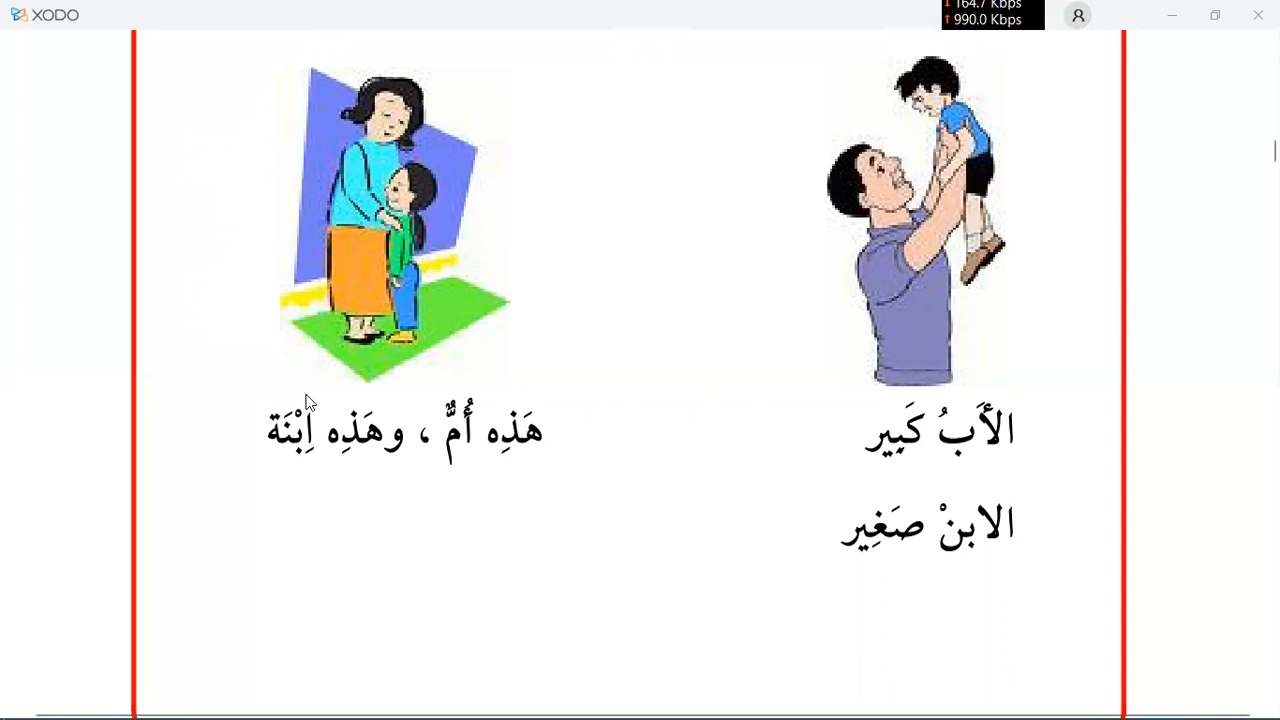 XODO
164.7 Kbps
990.0 Kbps
الأَبُ كَبِير
هَذِه أُمٌّ ، وهَذِه اِبْنَة
الابنْ صَغِير